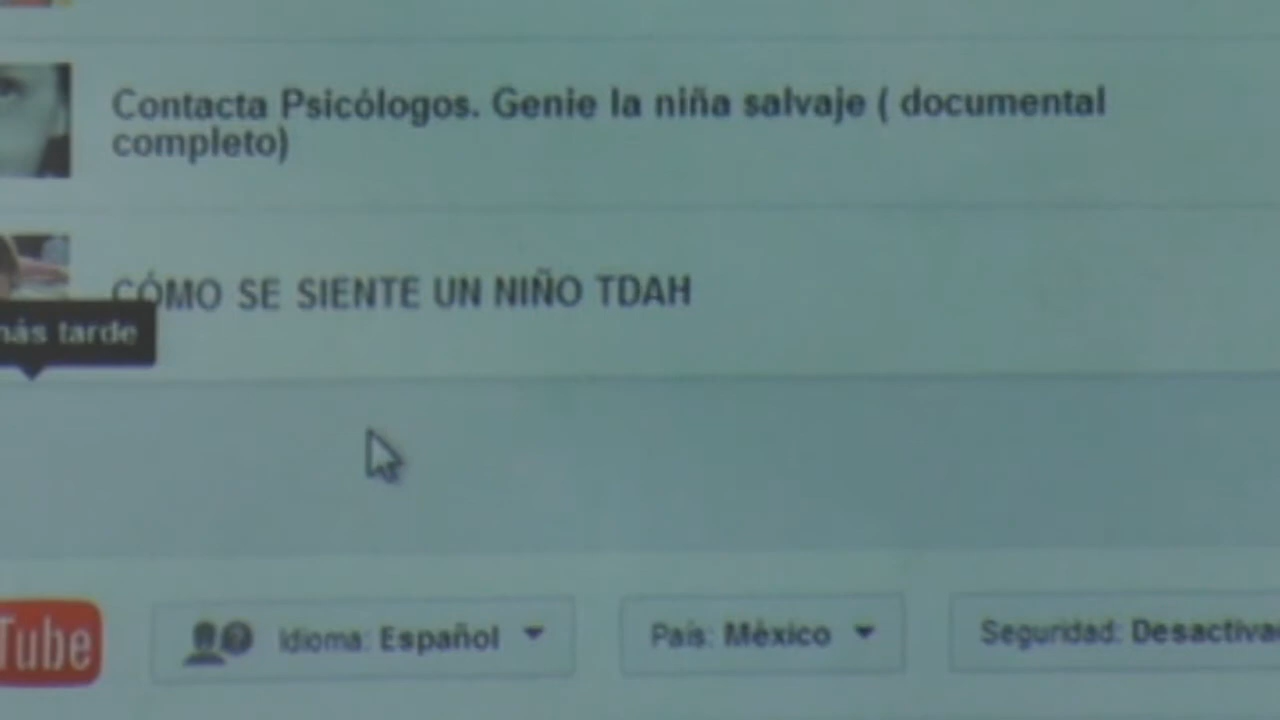 Contacta Psicólogos. Genie la niña salvaje ( documental
completo)
CÓMO SE SIENTE UN NIÑO TDAH
más tarde
Tube
Idioma: Español
País: México
Seguridad: Desactiva